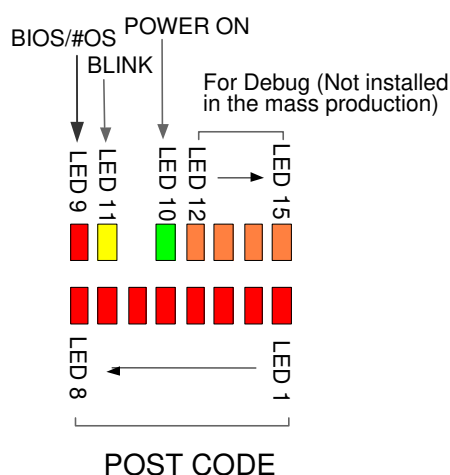 POWER ON
BIOS/#OS
BLINK
For Debug (Not installed
in the mass production)
LED 9
LED 11
LED 10
LED 12
LED 15
LED 8
LED 1
POST CODE